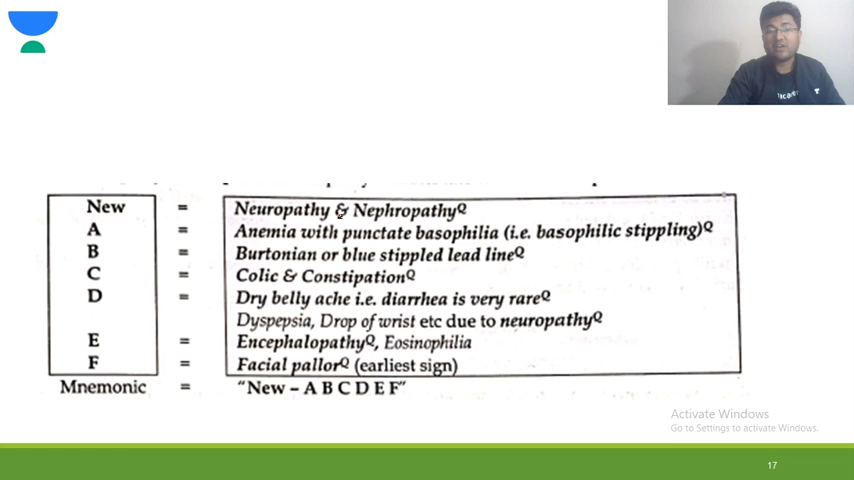 New = Neuropathy & NephropathyQ
A = Anemia with punctate basophilia (i.e. basophilic stippling)Q
B = Burtonian or blue stippled lead lineQ
C = Colic & ConstipationQ
D = Dry belly ache i.e. diarrhea is very rareQ
Dyspepsia, Drop of wrist etc due to neuropathyQ
E = EncephalopathyQ, Eosinophilia
F = Facial pallorQ (earliest sign)
Mnemonic = "New – A B C D E F"
Activate Windows
Go to Settings to activate Windows.
17